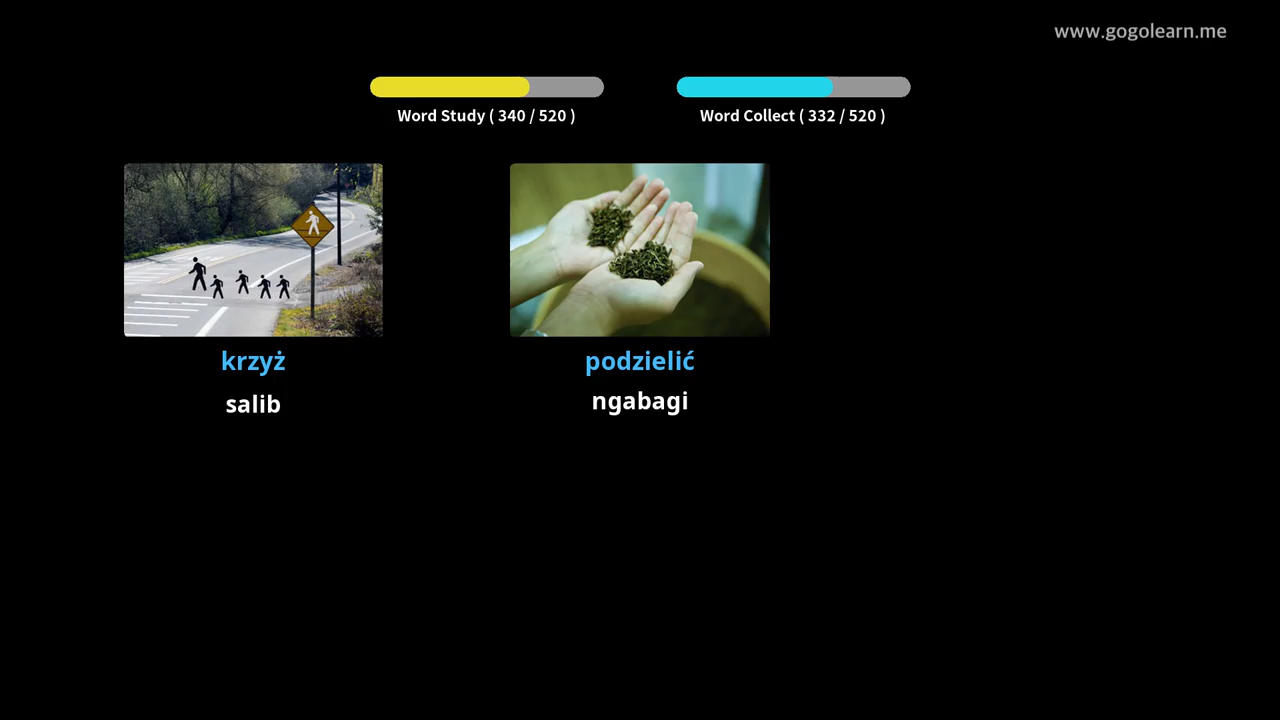 www.gogolearn.me
Word Study ( 340 / 520 )
Word Collect ( 332 / 520 )
krzyż
podzielić
salib
ngabagi